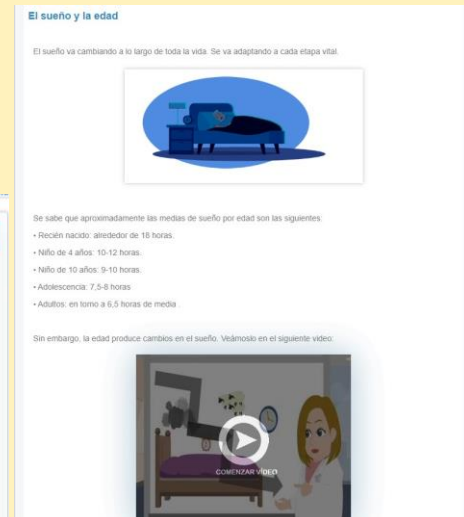 El sueño y la edad
El sueño va cambiando a lo largo de toda la vida. Se va adaptando a cada etapa vital.
Se sabe que aproximadamente las medias de sueño por edad son las siguientes:
• Recién nacido: alrededor de 16 horas.
• Niño de 4 años: 10-12 horas.
• Niño de 10 años: 9-10 horas.
• Adolescencia: 7,5-8 horas
• Adultos: en torno a 6,5 horas de media .
Sin embargo, la edad produce cambios en el sueño. Veámoslo en el siguiente video:
COMENZAR VÍDEO